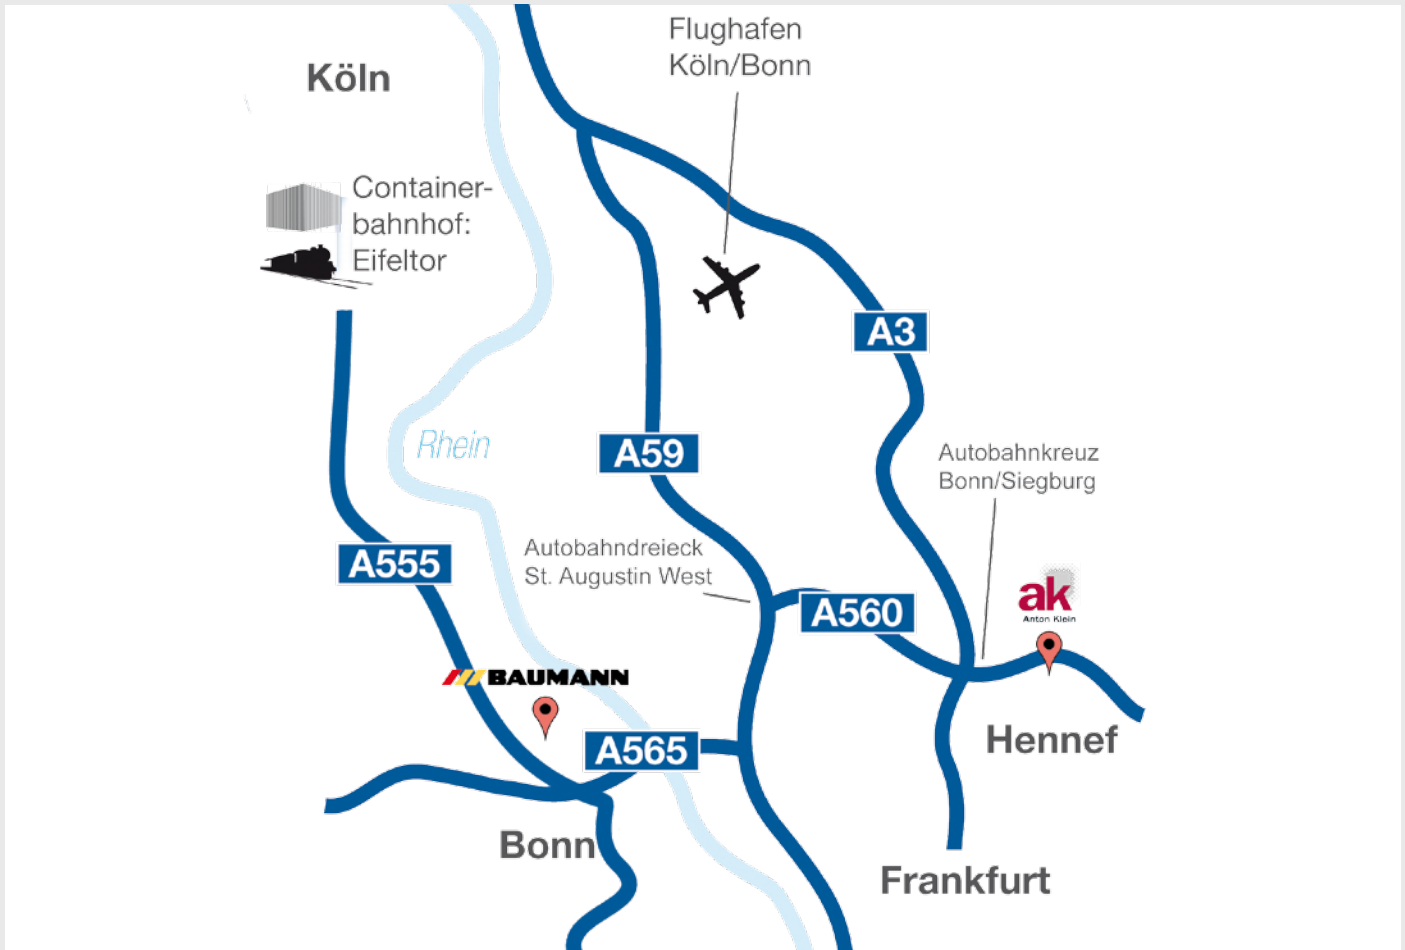 Flughafen
Köln/Bonn
Köln
Container-
bahnhof:
Eifeltor
A3
Rhein
A59
Autobahnkreuz
Bonn/Siegburg
Autobahndreieck
St. Augustin West
A555
A560
ak
Anton Klein
BAUMANN
A565
Hennef
Bonn
Frankfurt